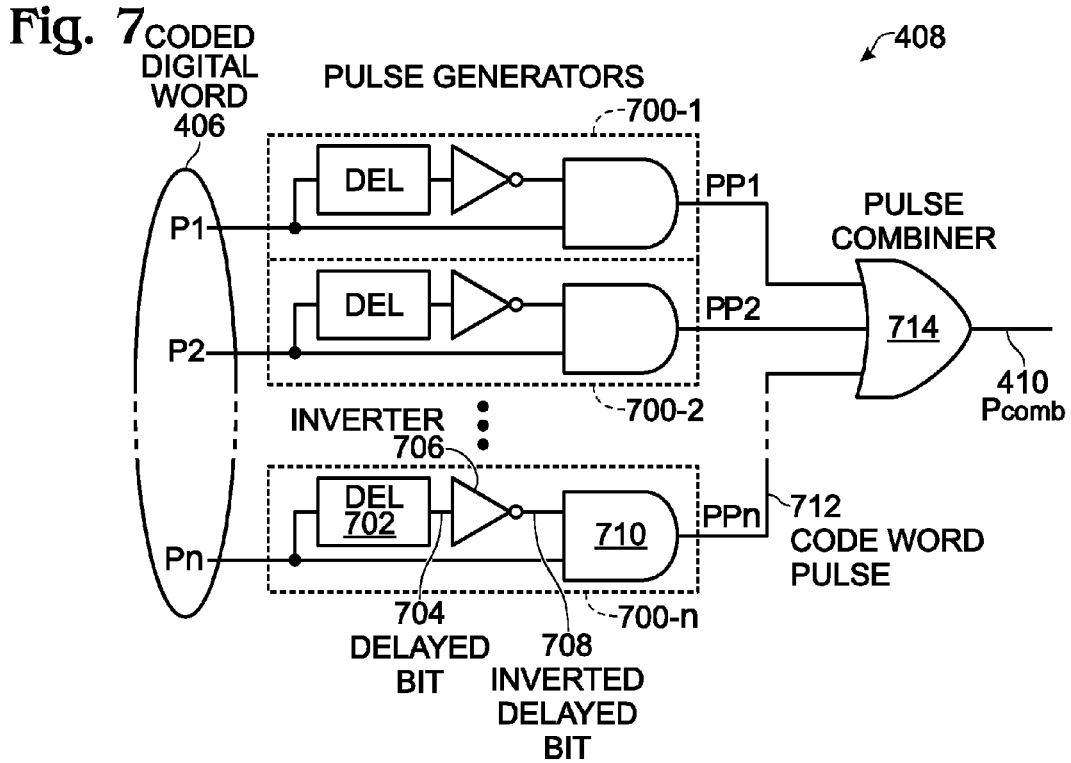 Fig. 7
CODED
DIGITAL
WORD
406
408
PULSE GENERATORS
700-1
DEL
P1
PP1
PULSE
COMBINER
DEL
P2
PP2
714
410
Pcomb
700-2
INVERTER
706
DEL
702
710
Pn
PPn
712
CODE WORD
PULSE
704
DELAYED
BIT
708
INVERTED
DELAYED
BIT
700-n